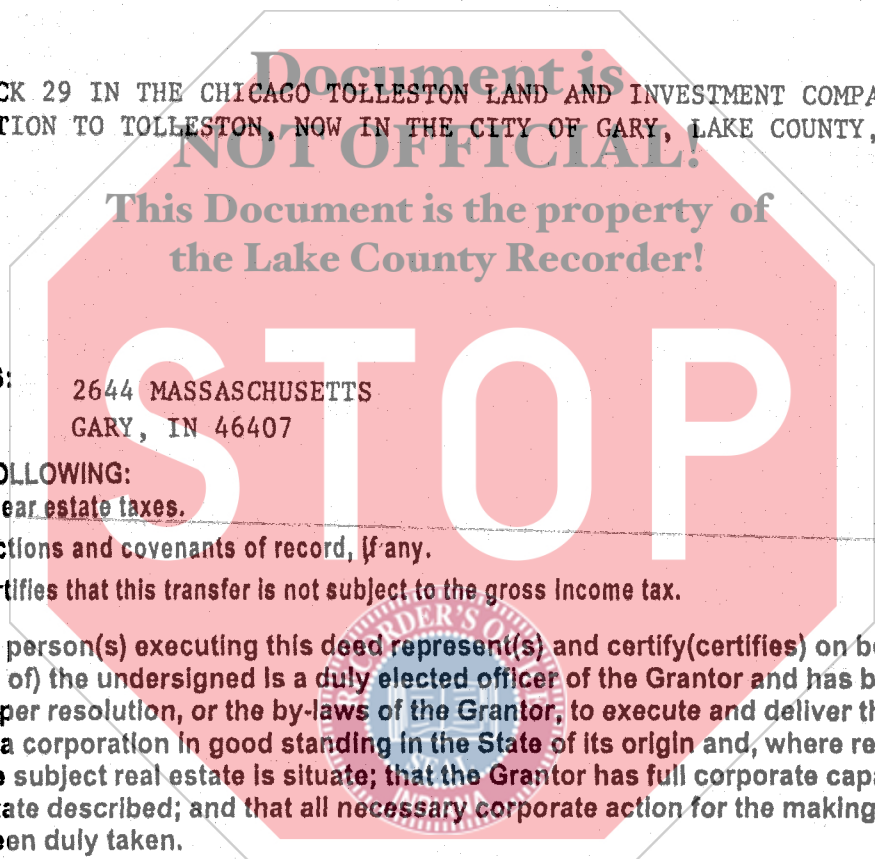 Document is
CK 29 IN THE CHICAGO TOLLESTON LAND AND INVESTMENT COMPA
TION TO TOLLESTON, NOW IN THE CITY OF GARY, LAKE COUNTY,
NOT OFFICIAL!
This Document is the property of
the Lake County Recorder!
STOP
S:
2644 MASSASCHUSETTS
GARY, IN 46407
OLLOWING:
ear estate taxes.
ctions and covenants of record, if any.
rtifies that this transfer is not subject to the gross income tax.
person(s) executing this deed represent(s) and certify(certifies) on be
of) the undersigned is a duly elected officer of the Grantor and has b
per resolution, or the by-laws of the Grantor, to execute and deliver th
a corporation in good standing in the State of its origin and, where re
e subject real estate is situate; that the Grantor has full corporate capa
tate described; and that all necessary corporate action for the making
een duly taken.
RECORDER'S OFFICE
SEAL
INDIANA